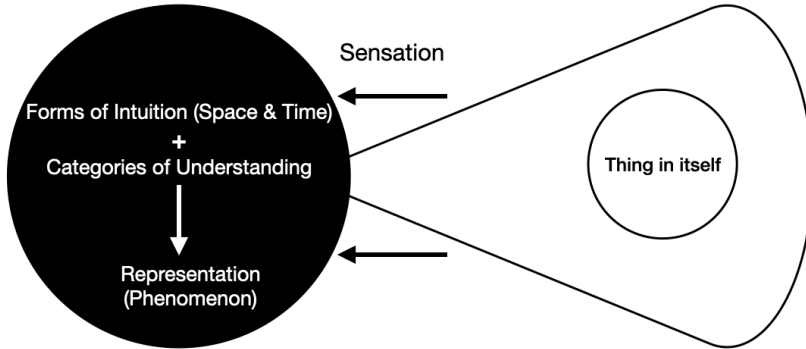 Sensation
Forms of Intuition (Space & Time)
+
Categories of Understanding
Representation
(Phenomenon)
Thing in itself